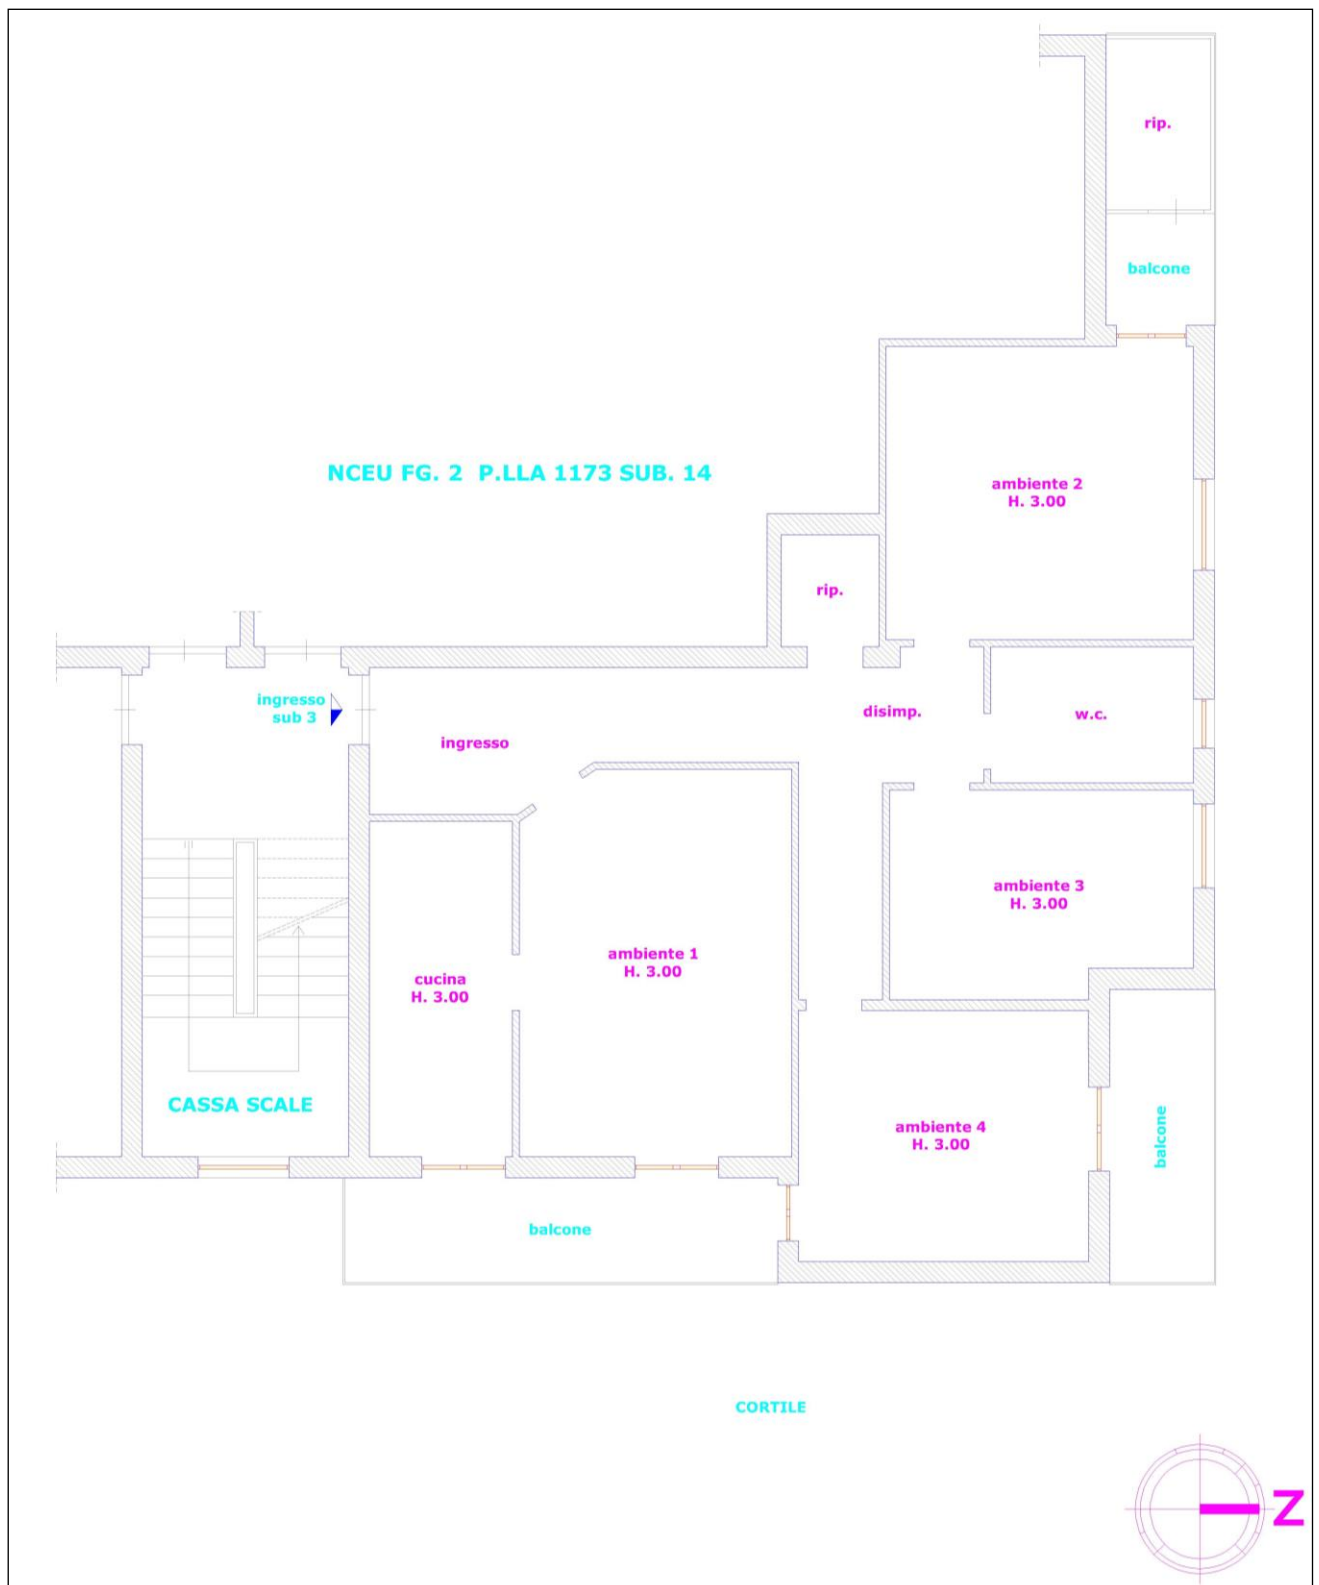 rip.
balcone
NCEU FG. 2 P.LLA 1173 SUB. 14
ambiente 2
H. 3.00
rip.
ingresso
sub 3
disimp.
w.c.
ingresso
ambiente 3
H. 3.00
ambiente 1
H. 3.00
cucina
H. 3.00
CASSA SCALE
ambiente 4
H. 3.00
balcone
balcone
CORTILE
N